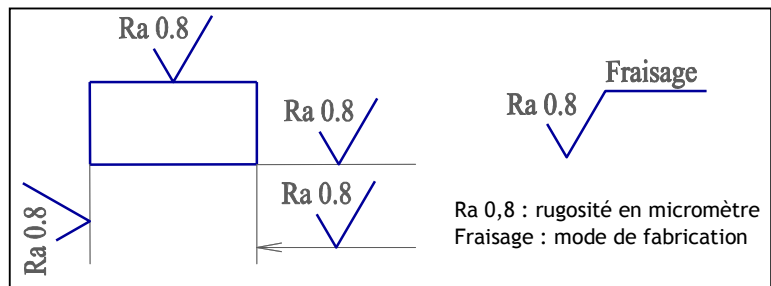 Ra 0.8
Fraisage
Ra 0.8
Ra 0.8
Ra 0.8
Ra 0.8
Ra 0,8 : rugosité en micromètre
Fraisage : mode de fabrication